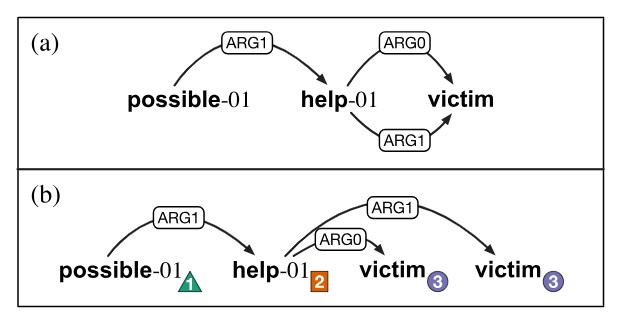 (a)
ARG1
ARG0
possible-01 help-01 victim
ARG1
(b)
ARG1
ARG1
ARG0
possible-01 1 help-01 2 victim 3 victim 3